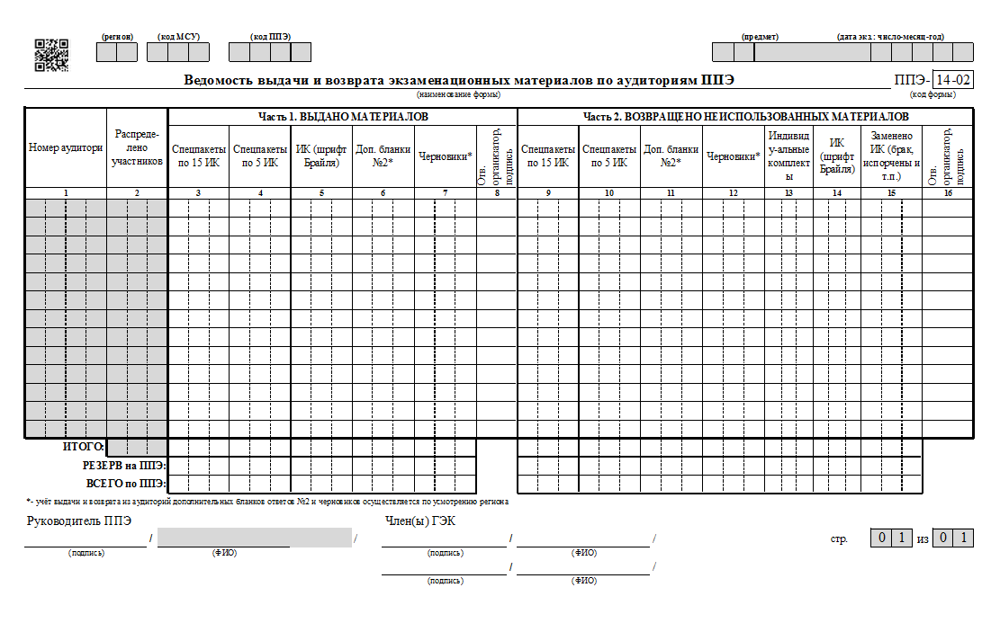 (регион) (код МСУ) (код ППЭ) (предмет) (дата экз.: число-месяц-год)
Ведомость выдачи и возврата экзаменационных материалов по аудиториям ППЭ ППЭ- 14-02
(наименование формы) (код формы)
Часть 1. ВЫДАНО МАТЕРИАЛОВ Часть 2. ВОЗВРАЩЕНО НЕИСПОЛЬЗОВАННЫХ МАТЕРИАЛОВ
Номер аудитори
Распреде-
лено
участников
Спецпакеты
по 15 ИК
Спецпакеты
по 5 ИК
ИК (шрифт
Брайля)
Доп. бланки
№2*
Черновики*
Отв.
организатор,
подпись
Спецпакеты
по 15 ИК
Спецпакеты
по 5 ИК
Доп. бланки
№2*
Черновики*
Индивид
у-альные
комплект
ы
ИК
(шрифт
Брайля)
Заменено
ИК (брак,
испорчены и
т.п.)
Отв.
организатор,
подпись
1 2 3 4 5 6 7 8 9 10 11 12 13 14 15 16
ИТОГО:
РЕЗЕРВ на ППЭ:
ВСЕГО по ППЭ:
*- учёт выдачи и возврата из аудиторий дополнительных бланков ответов №2 и черновиков осуществляется по усмотрению региона
Руководитель ППЭ Член(ы) ГЭК
/ / / / стр. 0 1 из 0 1
(подпись) (ФИО) (подпись) (ФИО)
/ /
(подпись) (ФИО)